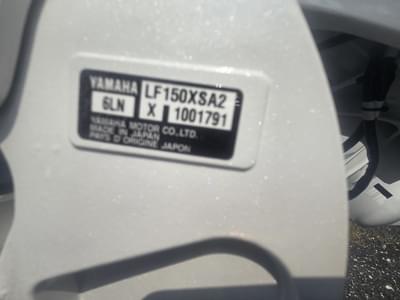 YAMAHA LF150XSA2
6LN X 1001791
YAMAHA MOTOR CO.,LTD.
MADE IN JAPAN
PAYS D'ORIGINE JAPON